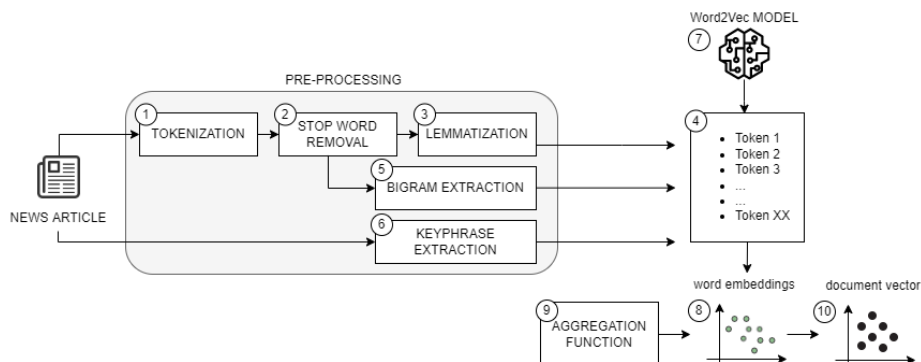 Word2Vec MODEL
7
PRE-PROCESSING
1
TOKENIZATION
2
STOP WORD
REMOVAL
3
LEMMATIZATION
4
• Token 1
• Token 2
• Token 3
• ...
• ...
• Token XX
5
BIGRAM EXTRACTION
NEWS ARTICLE
6
KEYPHRASE
EXTRACTION
word embeddings
document vector
9
AGGREGATION
FUNCTION
8
10